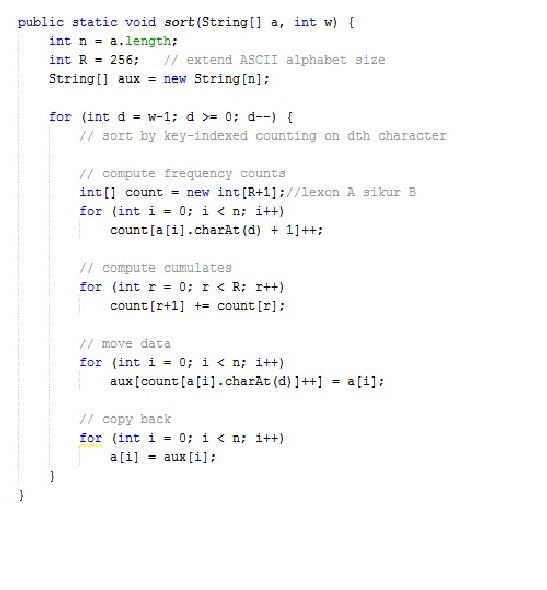 public static void sort(String[] a, int w) {
    int n = a.length;
    int R = 256;   // extend ASCII alphabet size
    String[] aux = new String[n];

    for (int d = w-1; d >= 0; d--) {
        // sort by key-indexed counting on dth character

        // compute frequency counts
        int[] count = new int[R+1];//lexon A sikur B
        for (int i = 0; i < n; i++)
            count[a[i].charAt(d) + 1]++;

        // compute cumulates
        for (int r = 0; r < R; r++)
            count[r+1] += count[r];

        // move data
        for (int i = 0; i < n; i++)
            aux[count[a[i].charAt(d)]++] = a[i];

        // copy back
        for (int i = 0; i < n; i++)
            a[i] = aux[i];
    }
}